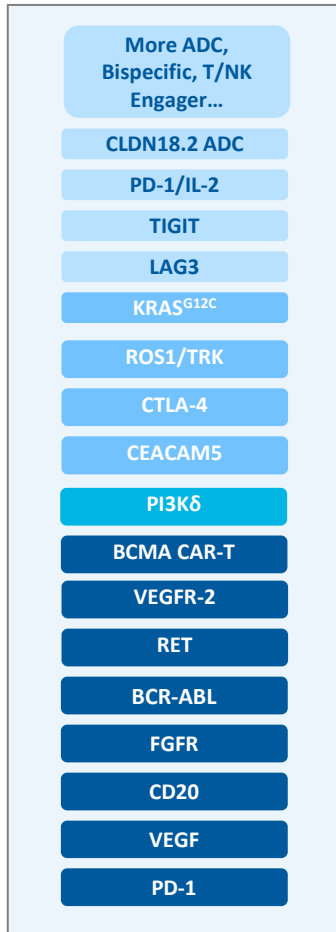 More ADC,
Bispecific, T/NK
Engager…
CLDN18.2 ADC
PD-1/IL-2
TIGIT
LAG3
KRASG12C
ROS1/TRK
CTLA-4
CEACAM5
PI3Kδ
BCMA CAR-T
VEGFR-2
RET
BCR-ABL
FGFR
CD20
VEGF
PD-1